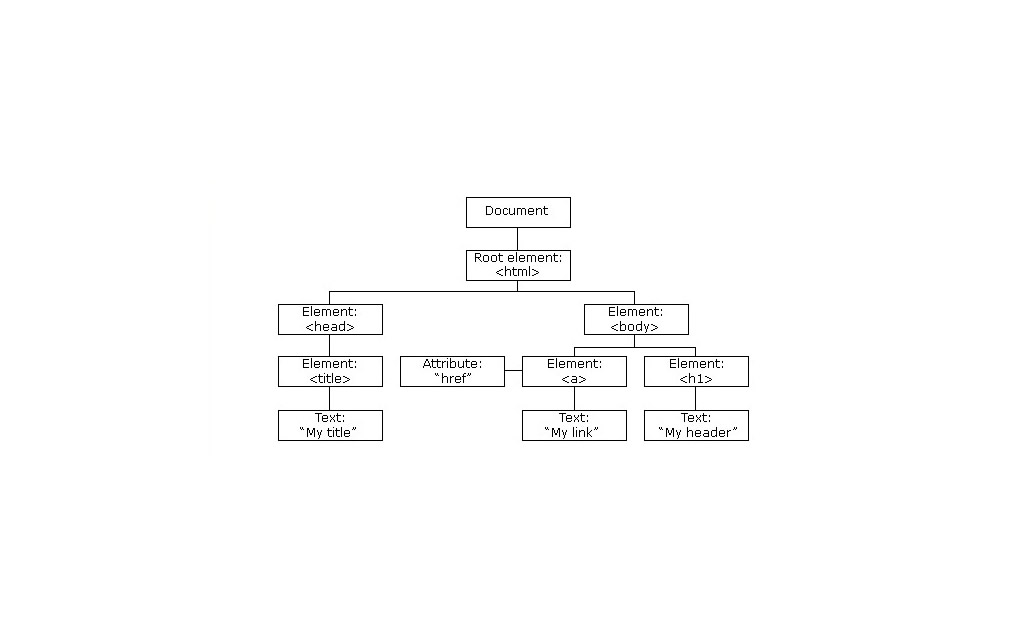 Document
Root element:
<html>
Element:
<head>
Element:
<body>
Element:
<title>
Attribute:
“href”
Element:
<a>
Element:
<h1>
Text:
“My title”
Text:
“My link”
Text:
“My header”